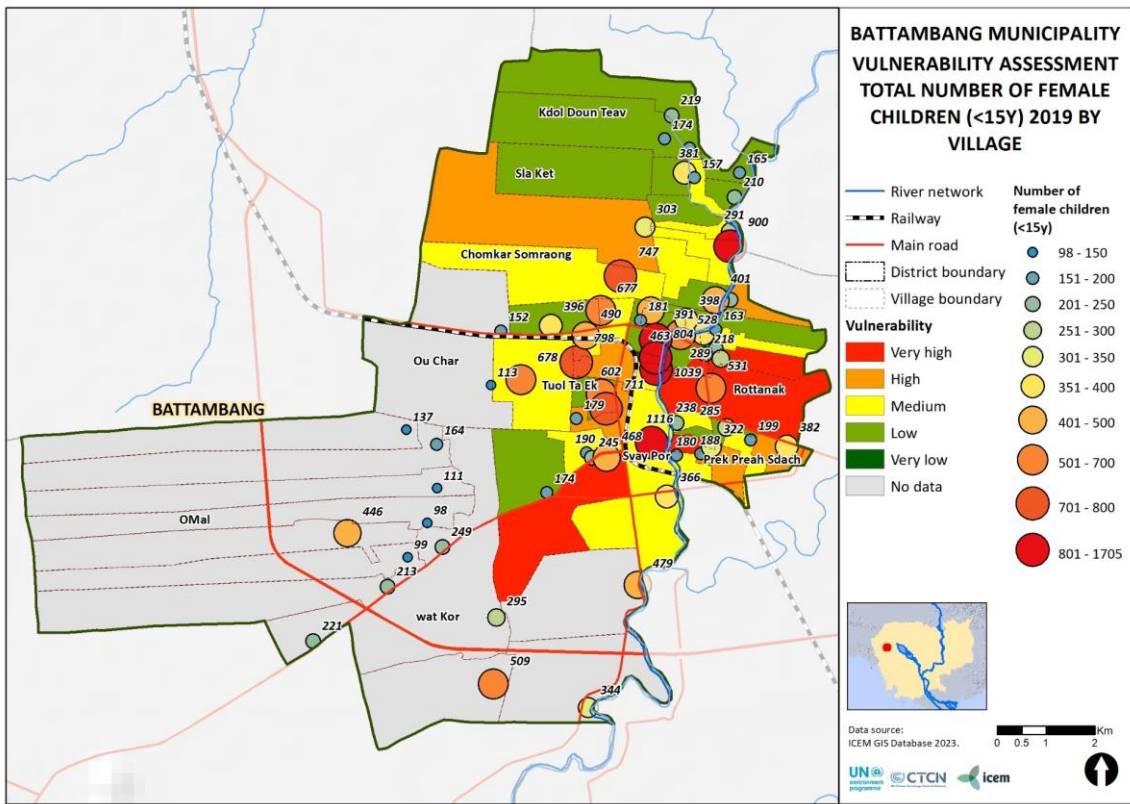 BATTAMBANG MUNICIPALITY
VULNERABILITY ASSESSMENT
TOTAL NUMBER OF FEMALE
CHILDREN (<15Y) 2019 BY
VILLAGE
River network
Railway
Main road
District boundary
Village boundary
Vulnerability
Very high
High
Medium
Low
Very low
No data
Number of
female children
(<15y)
98 - 150
151 - 200
201 - 250
251 - 300
301 - 350
351 - 400
401 - 500
501 - 700
701 - 800
801 - 1705
219
Kdol Doun Teav
174
381
157
165
Sla Ket
210
303
291
900
747
Chomkar Somraong
677
401
396
181
398
152
490
391
163
528
463
804
798
218
Ou Char
678
289
113
602
1039
531
Tuol Ta Ek
711
Rottanak
BATTAMBANG
179
238
285
137
1116
322
199
382
164
190
468
180
188
245
Svay Por
Prek Preah Sdach
174
366
111
OMal
446
98
249
99
213
479
295
wat Kor
221
509
344
Data source:
ICEM GIS Database 2023.
Km
0 0.5 1 2
UN
environment
programme
CTCN
icem